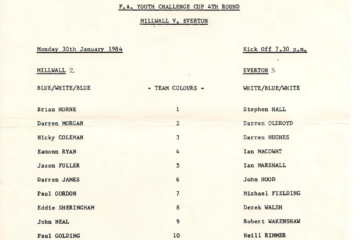 F.A. YOUTH CHALLENGE CUP 4TH ROUND
MILLWALL V. EVERTON
Monday 30th January 1984 Kick Off 7.30 p.m.
MILLWALL 2 EVERTON 3
BLUE/WHITE/BLUE - TEAM COLOURS - WHITE/BLUE/WHITE
Brian HORNE 1 Stephen HALL
Darren MORGAN 2 Darren OLDROYD
Nicky COLEMAN 3 Darren HUGHES
Eamonn RYAN 4 Ian MACOWAT
Jason FULLER 5 Ian MARSHALL
Darren JAMES 6 John HOOD
Paul GORDON 7 Michael FIELDING
Eddie SHERINGHAM 8 Derek WALSH
John NEAL 9 Robert WAKENSHAW
Paul GOLDING 10 Neill RIMMER